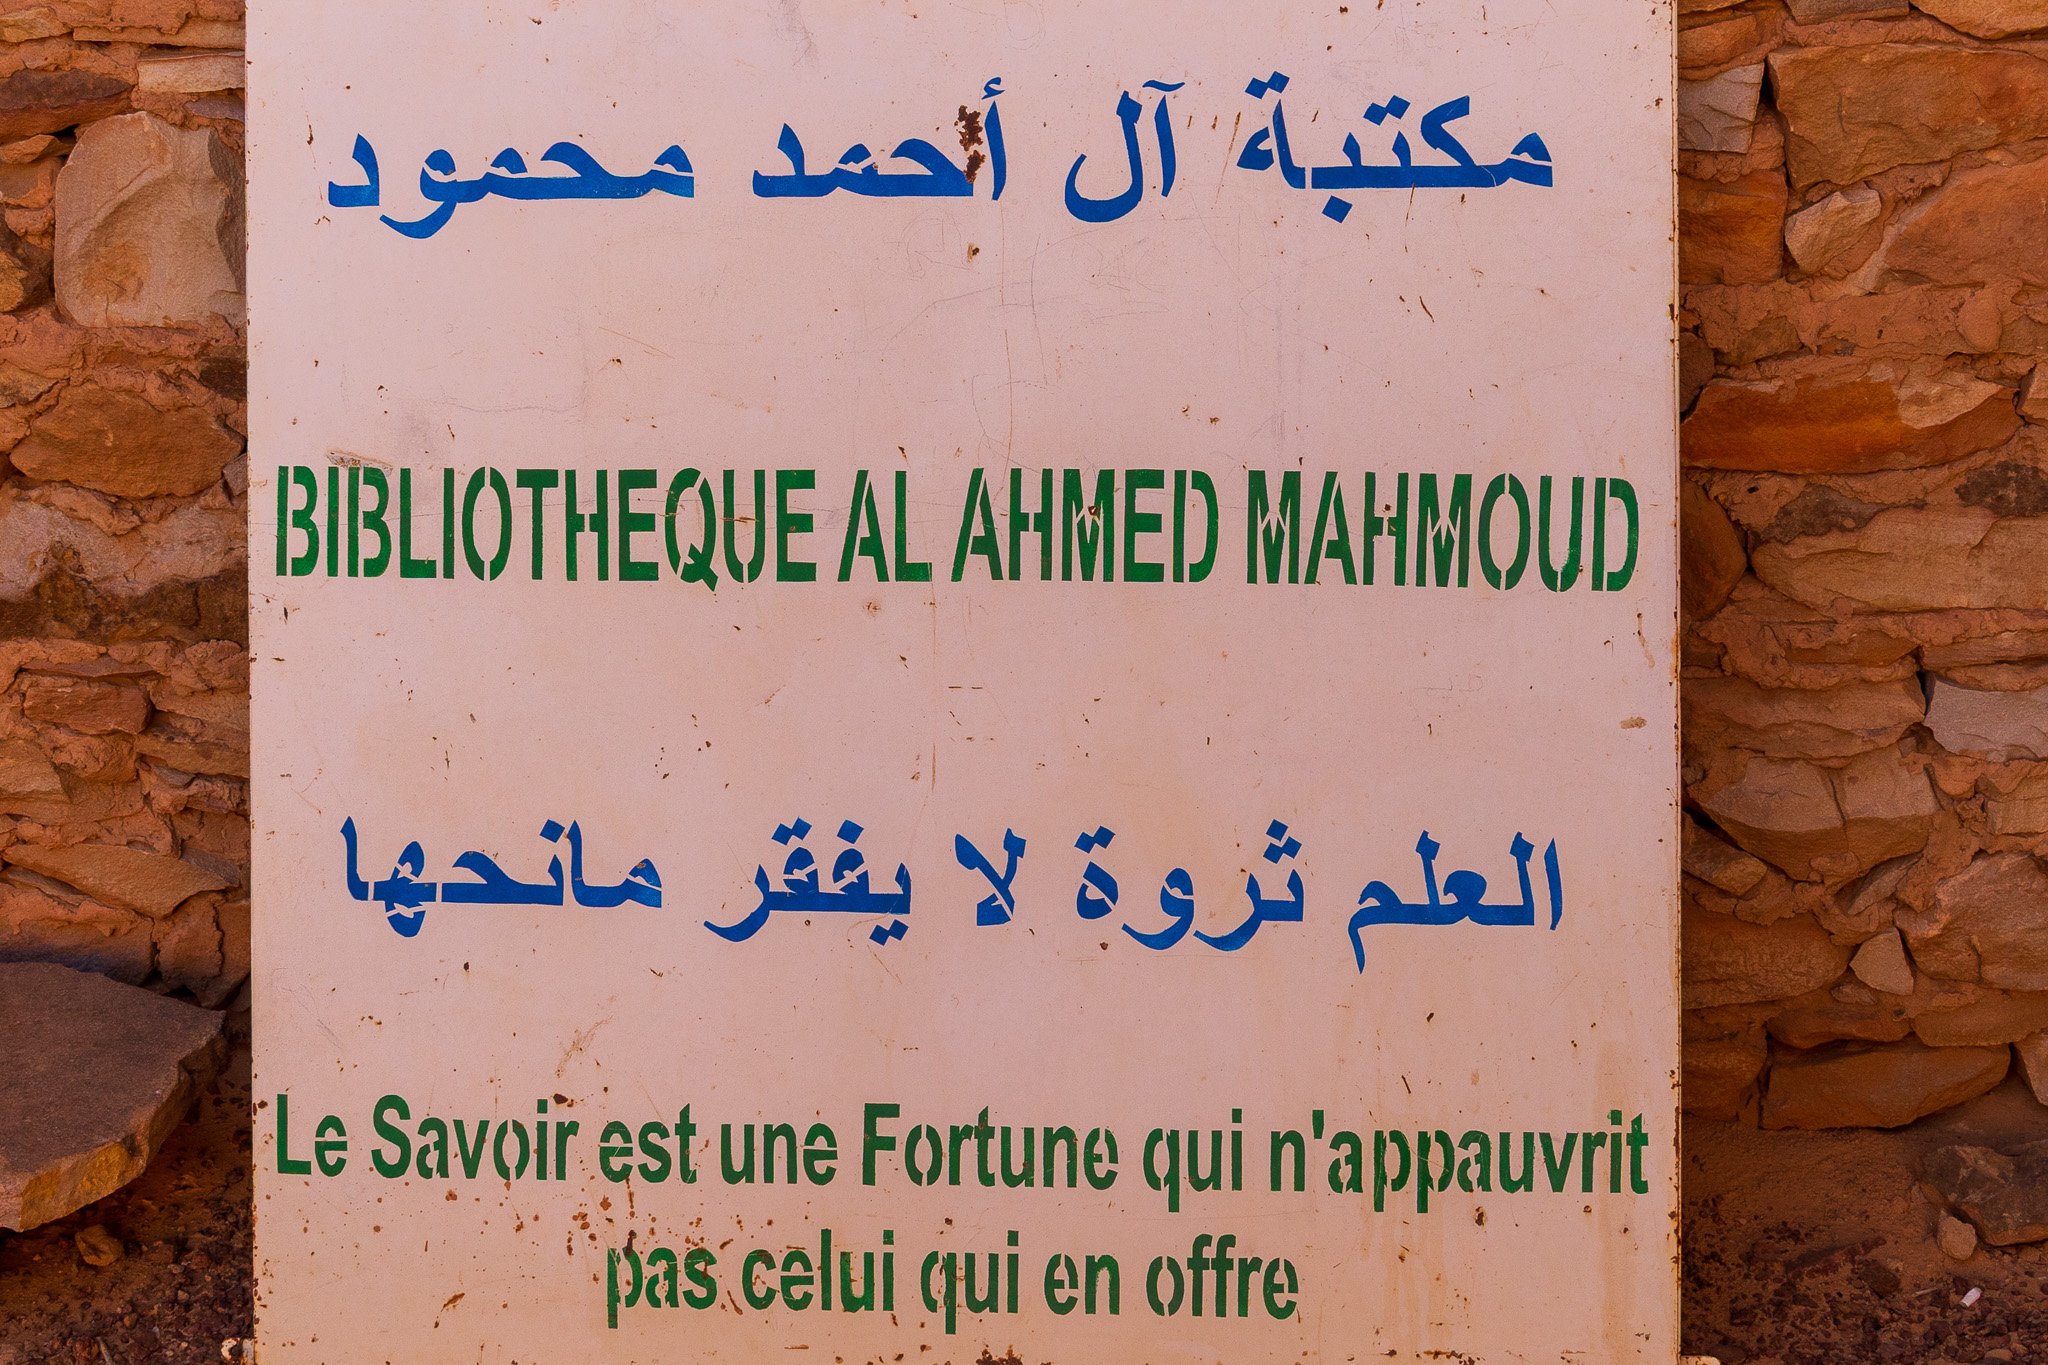 مكتبة آل أحمد محمود
BIBLIOTHEQUE AL AHMED MAHMOUD
العلم ثروة لا يفقر مانحها
Le Savoir est une Fortune qui n'appauvrit
pas celui qui en offre